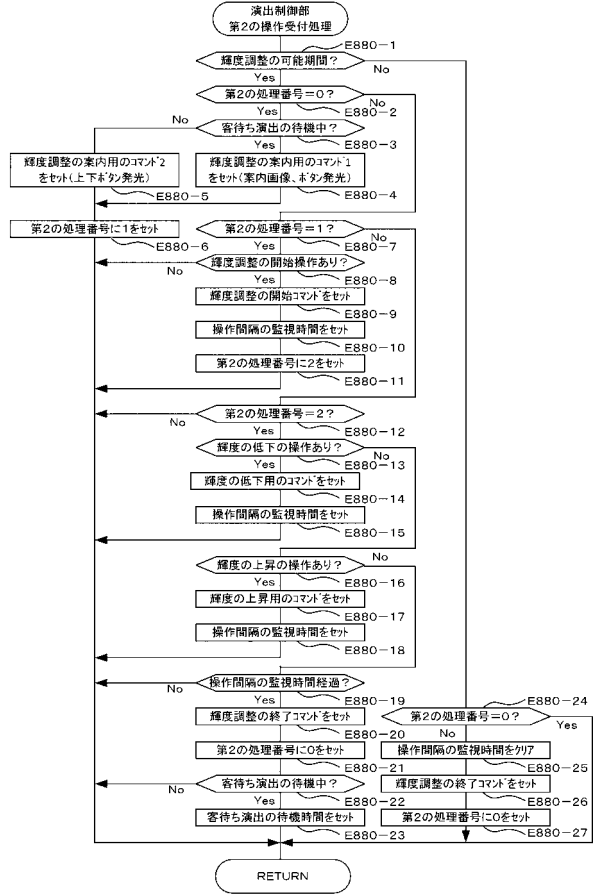 演出制御部
第2の操作受付処理
E880-1
輝度調整の可能期間?
No
Yes
第2の処理番号=0?
No
Yes
E880-2
No
客待ち演出の待機中?
Yes
E880-3
輝度調整の案内用のコマンド2
をセット(上下ボタン発光)
E880-5
輝度調整の案内用のコマンド1
をセット(案内画像、ボタン発光)
E880-4
第2の処理番号に1をセット
E880-6
第2の処理番号=1?
No
Yes
E880-7
輝度調整の開始操作あり?
No
Yes
E880-8
輝度調整の開始コマンドをセット
E880-9
操作間隔の監視時間をセット
E880-10
第2の処理番号に2をセット
E880-11
第2の処理番号=2?
No
Yes
E880-12
輝度の低下の操作あり?
No
Yes
E880-13
輝度の低下用のコマンドをセット
E880-14
操作間隔の監視時間をセット
E880-15
輝度の上昇の操作あり?
No
Yes
E880-16
輝度の上昇用のコマンドをセット
E880-17
操作間隔の監視時間をセット
E880-18
操作間隔の監視時間経過?
No
Yes
E880-19
輝度調整の終了コマンドをセット
E880-20
第2の処理番号に0をセット
E880-21
客待ち演出の待機中?
No
Yes
E880-22
客待ち演出の待機時間をセット
E880-23
E880-24
第2の処理番号=0?
Yes
No
操作間隔の監視時間をクリア
E880-25
輝度調整の終了コマンドをセット
E880-26
第2の処理番号に0をセット
E880-27
RETURN